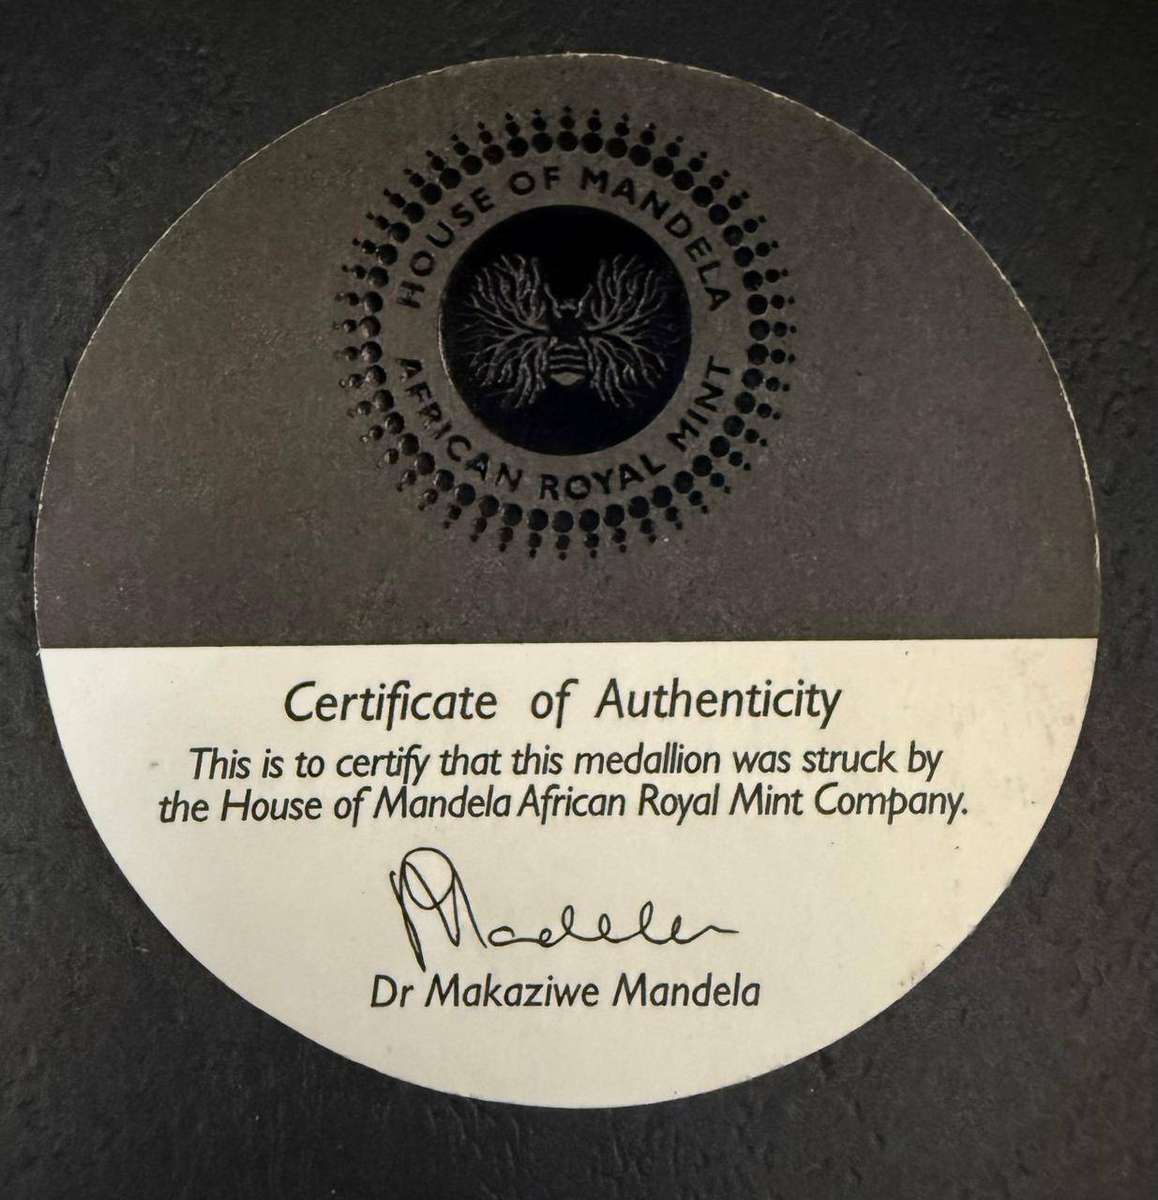 HOUSE OF MANDELA
AFRICAN ROYAL MINT
Certificate of Authenticity
This is to certify that this medallion was struck by
the House of Mandela African Royal Mint Company.
Mandela
Dr Makaziwe Mandela